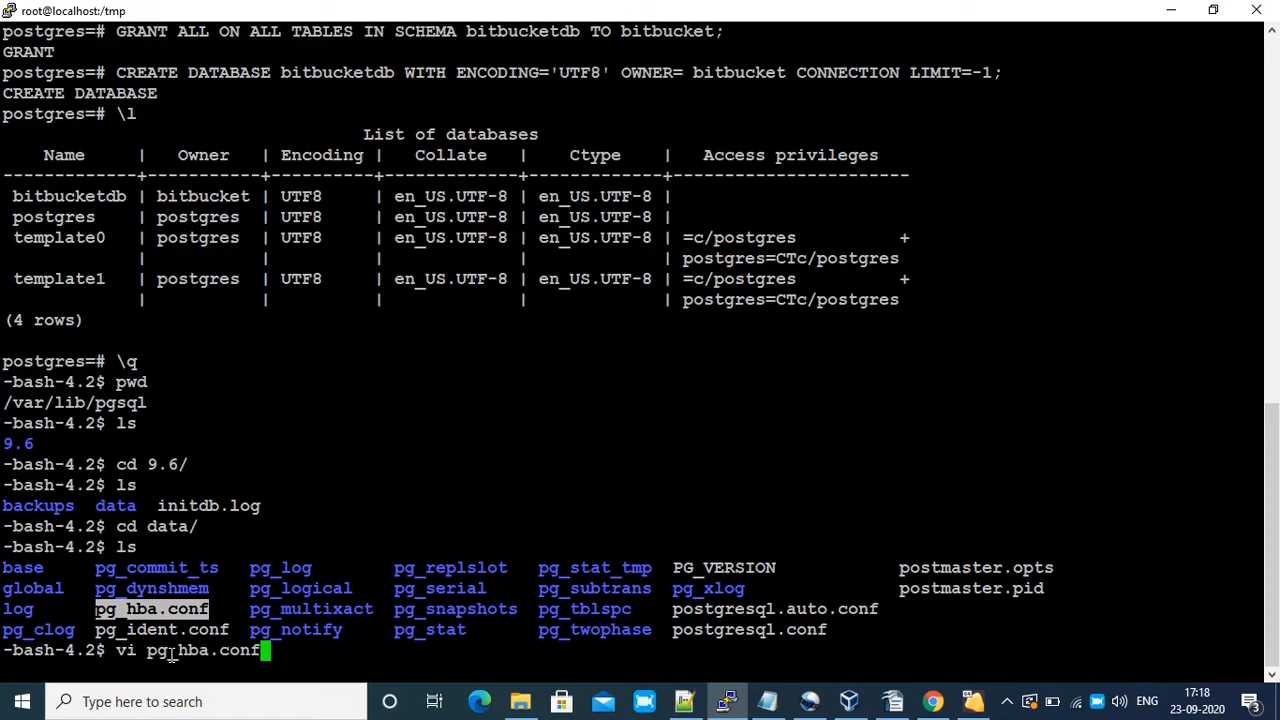 root@localhost:/tmp
postgres=# GRANT ALL ON ALL TABLES IN SCHEMA bitbucketdb TO bitbucket;
GRANT
postgres=# CREATE DATABASE bitbucketdb WITH ENCODING='UTF8' OWNER= bitbucket CONNECTION LIMIT=-1;
CREATE DATABASE
postgres=# \l
List of databases
Name | Owner | Encoding | Collate | Ctype | Access privileges
-------------+-----------+----------+-------------+-------------+-----------------------
bitbucketdb | bitbucket | UTF8 | en_US.UTF-8 | en_US.UTF-8 |
postgres | postgres | UTF8 | en_US.UTF-8 | en_US.UTF-8 |
template0 | postgres | UTF8 | en_US.UTF-8 | en_US.UTF-8 | =c/postgres +
| | | | | postgres=CTc/postgres
template1 | postgres | UTF8 | en_US.UTF-8 | en_US.UTF-8 | =c/postgres +
| | | | | postgres=CTc/postgres
(4 rows)
postgres=# \q
-bash-4.2$ pwd
/var/lib/pgsql
-bash-4.2$ ls
9.6
-bash-4.2$ cd 9.6/
-bash-4.2$ ls
backups data initdb.log
-bash-4.2$ cd data/
-bash-4.2$ ls
base pg_commit_ts pg_log pg_replslot pg_stat_tmp PG_VERSION postmaster.opts
global pg_dynshmem pg_logical pg_serial pg_subtrans pg_xlog postmaster.pid
log pg_hba.conf pg_multixact pg_snapshots pg_tblspc postgresql.auto.conf
pg_clog pg_ident.conf pg_notify pg_stat pg_twophase postgresql.conf
-bash-4.2$ vi pg_hba.conf
Type here to search
ENG
17:18
23-09-2020
3